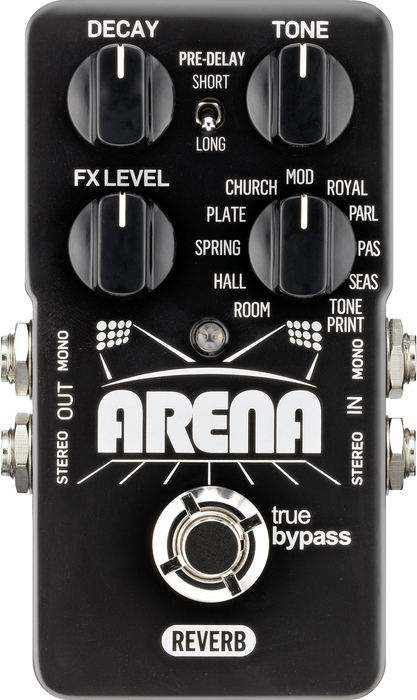 DECAY
TONE
PRE-DELAY
SHORT
LONG
FX LEVEL
CHURCH
MOD
ROYAL
PLATE
PARL
SPRING
PAS
HALL
SEAS
ROOM
TONE
PRINT
MONO
OUT
STEREO
MONO
IN
STEREO
ARENA
true
bypass
REVERB